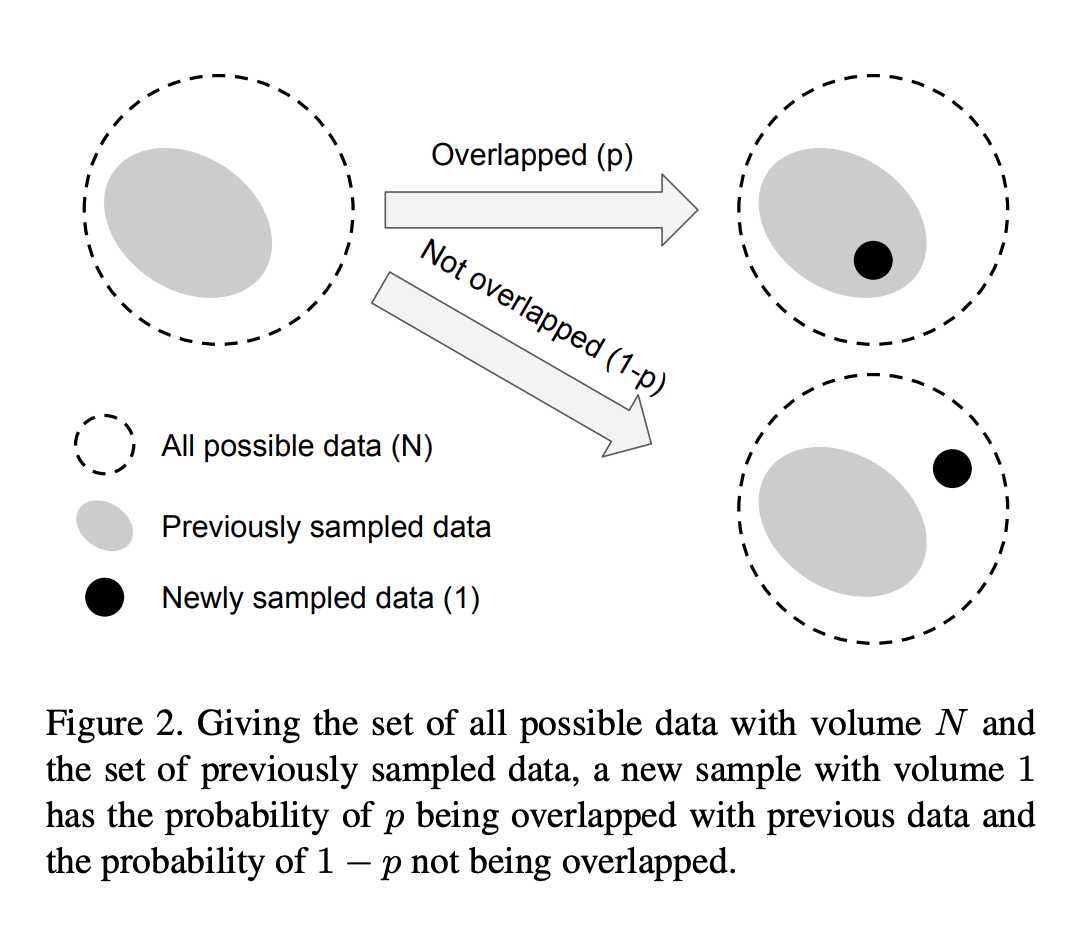 Overlapped (p)
Not overlapped (1-p)
All possible data (N)
Previously sampled data
Newly sampled data (1)
Figure 2. Giving the set of all possible data with volume N and
the set of previously sampled data, a new sample with volume 1
has the probability of p being overlapped with previous data and
the probability of 1 − p not being overlapped.